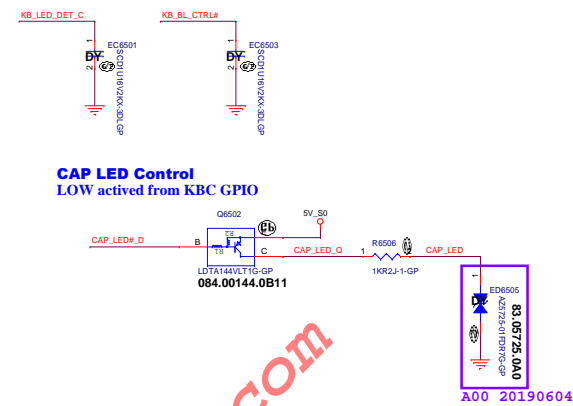 KB_LED_DET_C
KB_BL_CTRL#
1
EC6501
DY
2
SCD1U16V2KX-3DLGP
1
EC6503
DY
2
SCD1U16V2KX-3DLGP
CAP LED Control
LOW actived from KBC GPIO
Q6502
5V_S0
R2
R1
CAP_LED#_D
B
C
CAP_LED_Q
1
R6506
CAP_LED
LDTA144VLT1G-GP
084.00144.0B11
1KR2J-1-GP
1
ED6505
DY
AZ5725-01FDR7G-GP
83.05725.0A0
.com
A00 20190604